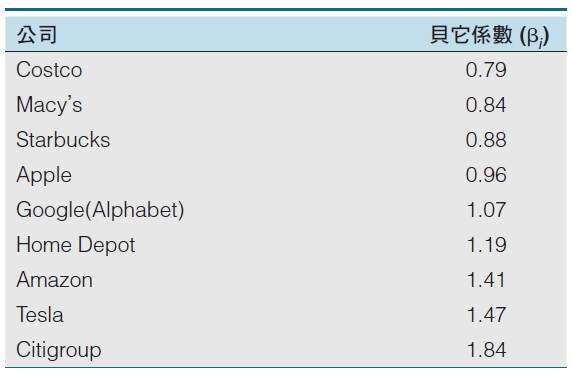 公司 貝它係數 (βi)
Costco 0.79
Macy's 0.84
Starbucks 0.88
Apple 0.96
Google(Alphabet) 1.07
Home Depot 1.19
Amazon 1.41
Tesla 1.47
Citigroup 1.84